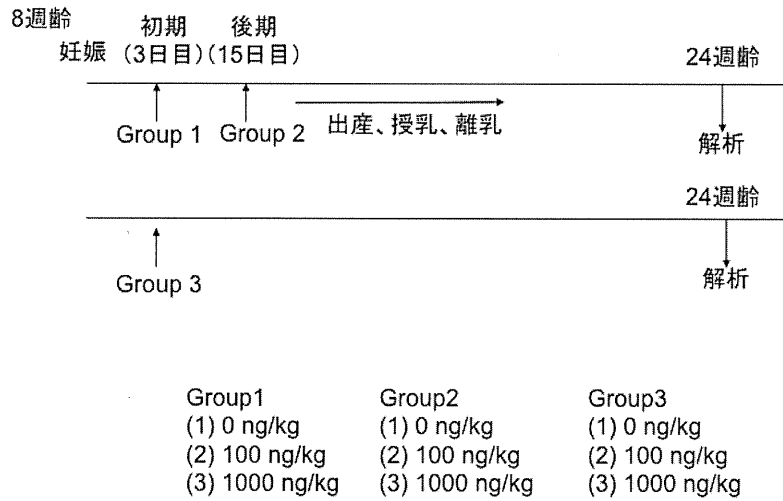 8週齢
妊娠 初期 後期
(3日目)(15日目)
24週齢
Group 1 Group 2 出産、授乳、離乳
解析
24週齢
Group 3
解析
Group1 Group2 Group3
(1) 0 ng/kg (1) 0 ng/kg (1) 0 ng/kg
(2) 100 ng/kg (2) 100 ng/kg (2) 100 ng/kg
(3) 1000 ng/kg (3) 1000 ng/kg (3) 1000 ng/kg